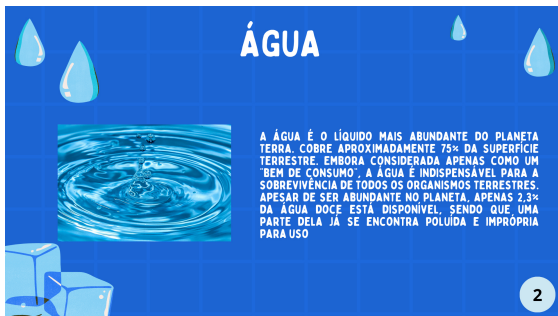 ÁGUA
A ÁGUA É O LÍQUIDO MAIS ABUNDANTE DO PLANETA
TERRA. COBRE APROXIMADAMENTE 75% DA SUPERFÍCIE
TERRESTRE. EMBORA CONSIDERADA APENAS COMO UM
"BEM DE CONSUMO", A ÁGUA É INDISPENSÁVEL PARA A
SOBREVIVÊNCIA DE TODOS OS ORGANISMOS TERRESTRES.
APESAR DE SER ABUNDANTE NO PLANETA, APENAS 2,3%
DA ÁGUA DOCE ESTÁ DISPONÍVEL, SENDO QUE UMA
PARTE DELA JÁ SE ENCONTRA POLUÍDA E IMPRÓPRIA
PARA USO
2